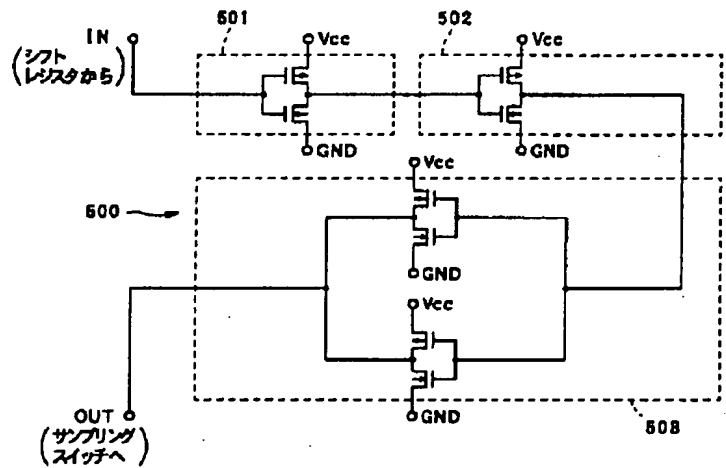 501
502
IN
(シフト
レジスタから)
Vcc
Vcc
GND
GND
500
Vcc
GND
Vcc
GND
OUT
(サンプリング
スイッチへ)
503